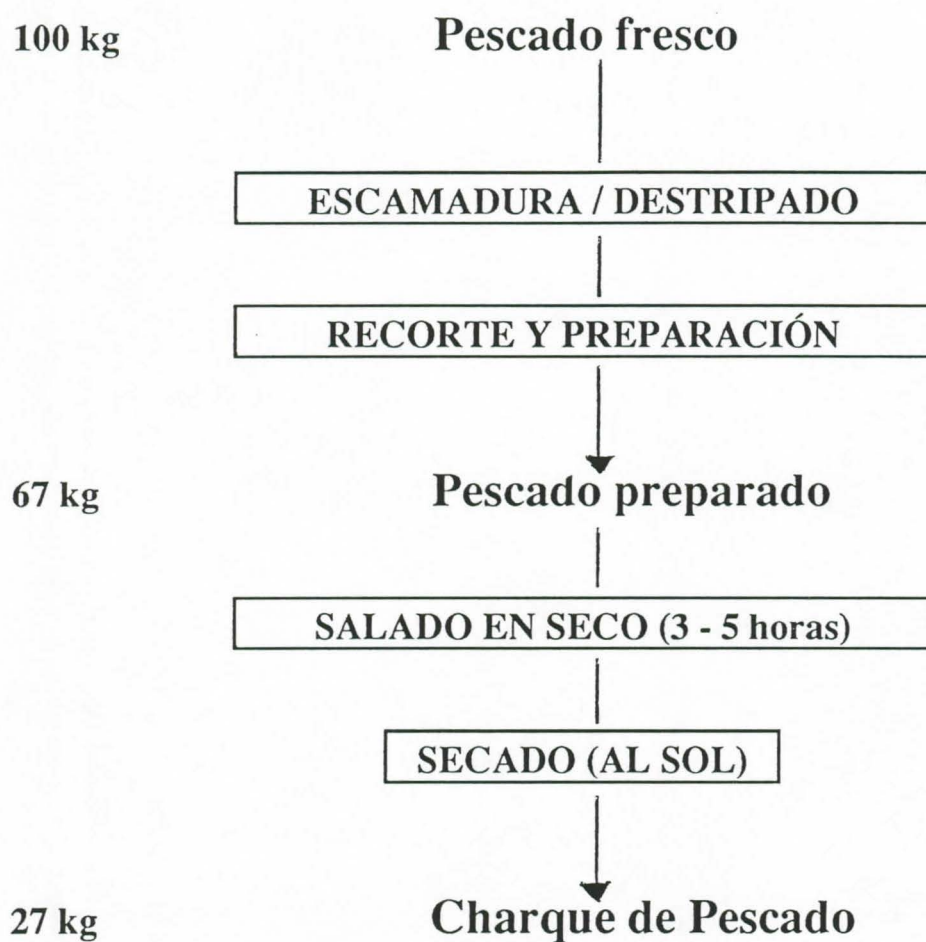 100 kg Pescado fresco
ESCAMADURA / DESTRIPADO
RECORTE Y PREPARACIÓN
67 kg Pescado preparado
SALADO EN SECO (3 - 5 horas)
SECADO (AL SOL)
27 kg Charque de Pescado